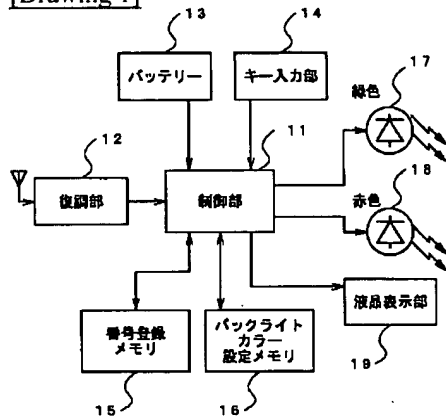 [Drawing 1]
13
14
バッテリー
キー入力部
緑色
17
12
11
復調部
制御部
赤色
18
番号登録
メモリ
バックライト
カラー
設定メモリ
液晶表示部
15
16
19